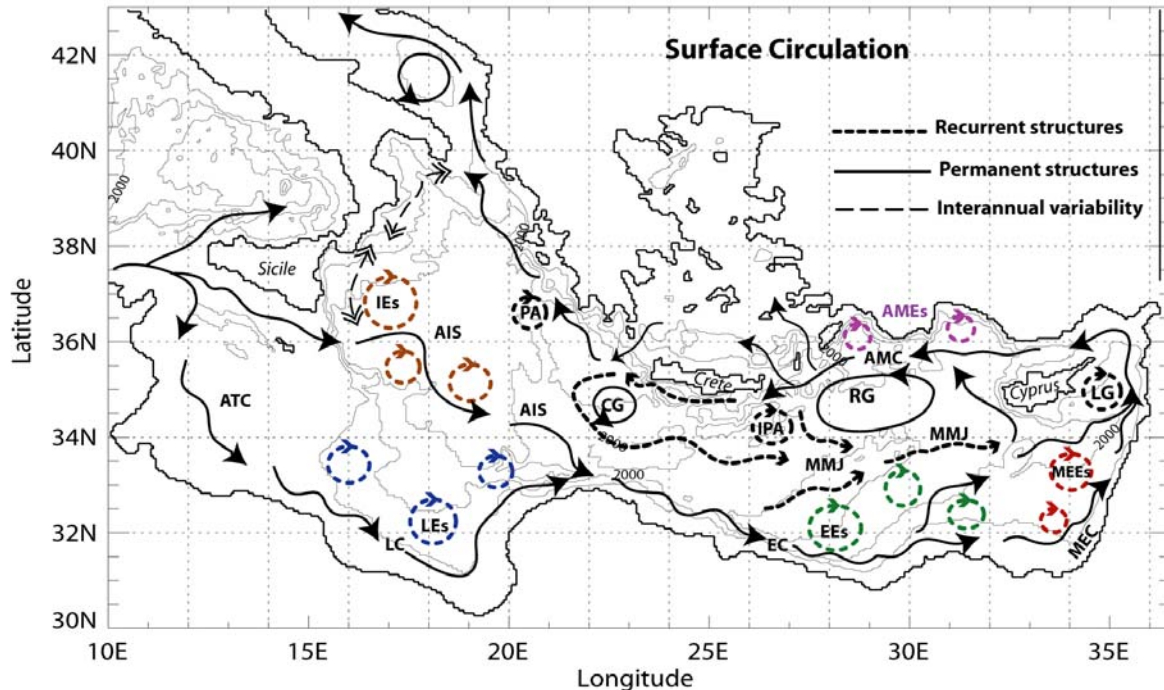 Surface Circulation
Recurrent structures
Permanent structures
Interannual variability
42N
40N
38N
36N
34N
32N
30N
Latitude
10E
15E
20E
25E
30E
35E
Longitude
2000
2000
Sicile
IEs
AIS
PA
AMEs
2000
AMC
Crete
Cyprus
LG
ATC
AIS
CG
IPA
RG
MMJ
2000
2000
MMJ
2000
MEEs
LEs
LC
EC
EEs
MEC